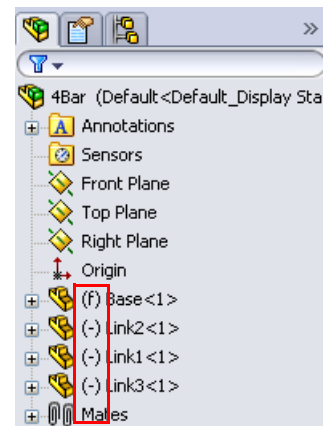 4Bar (Default<Default_Display Sta
A Annotations
Sensors
Front Plane
Top Plane
Right Plane
Origin
(f) Base<1>
(-) Link2<1>
(-) Link1<1>
(-) Link3<1>
Mates